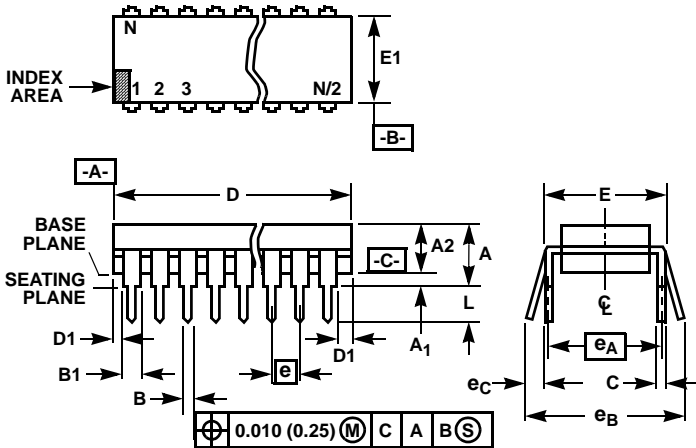 N
INDEX
AREA
1 2 3 N/2
E1
-B-
-A-
D
E
BASE
PLANE
A2
A
-C-
SEATING
PLANE
L
D1
D1
A1
B1
e
eA
B
eC
C
eB
⌖ 0.010 (0.25) Ⓜ C A B Ⓢ
℄